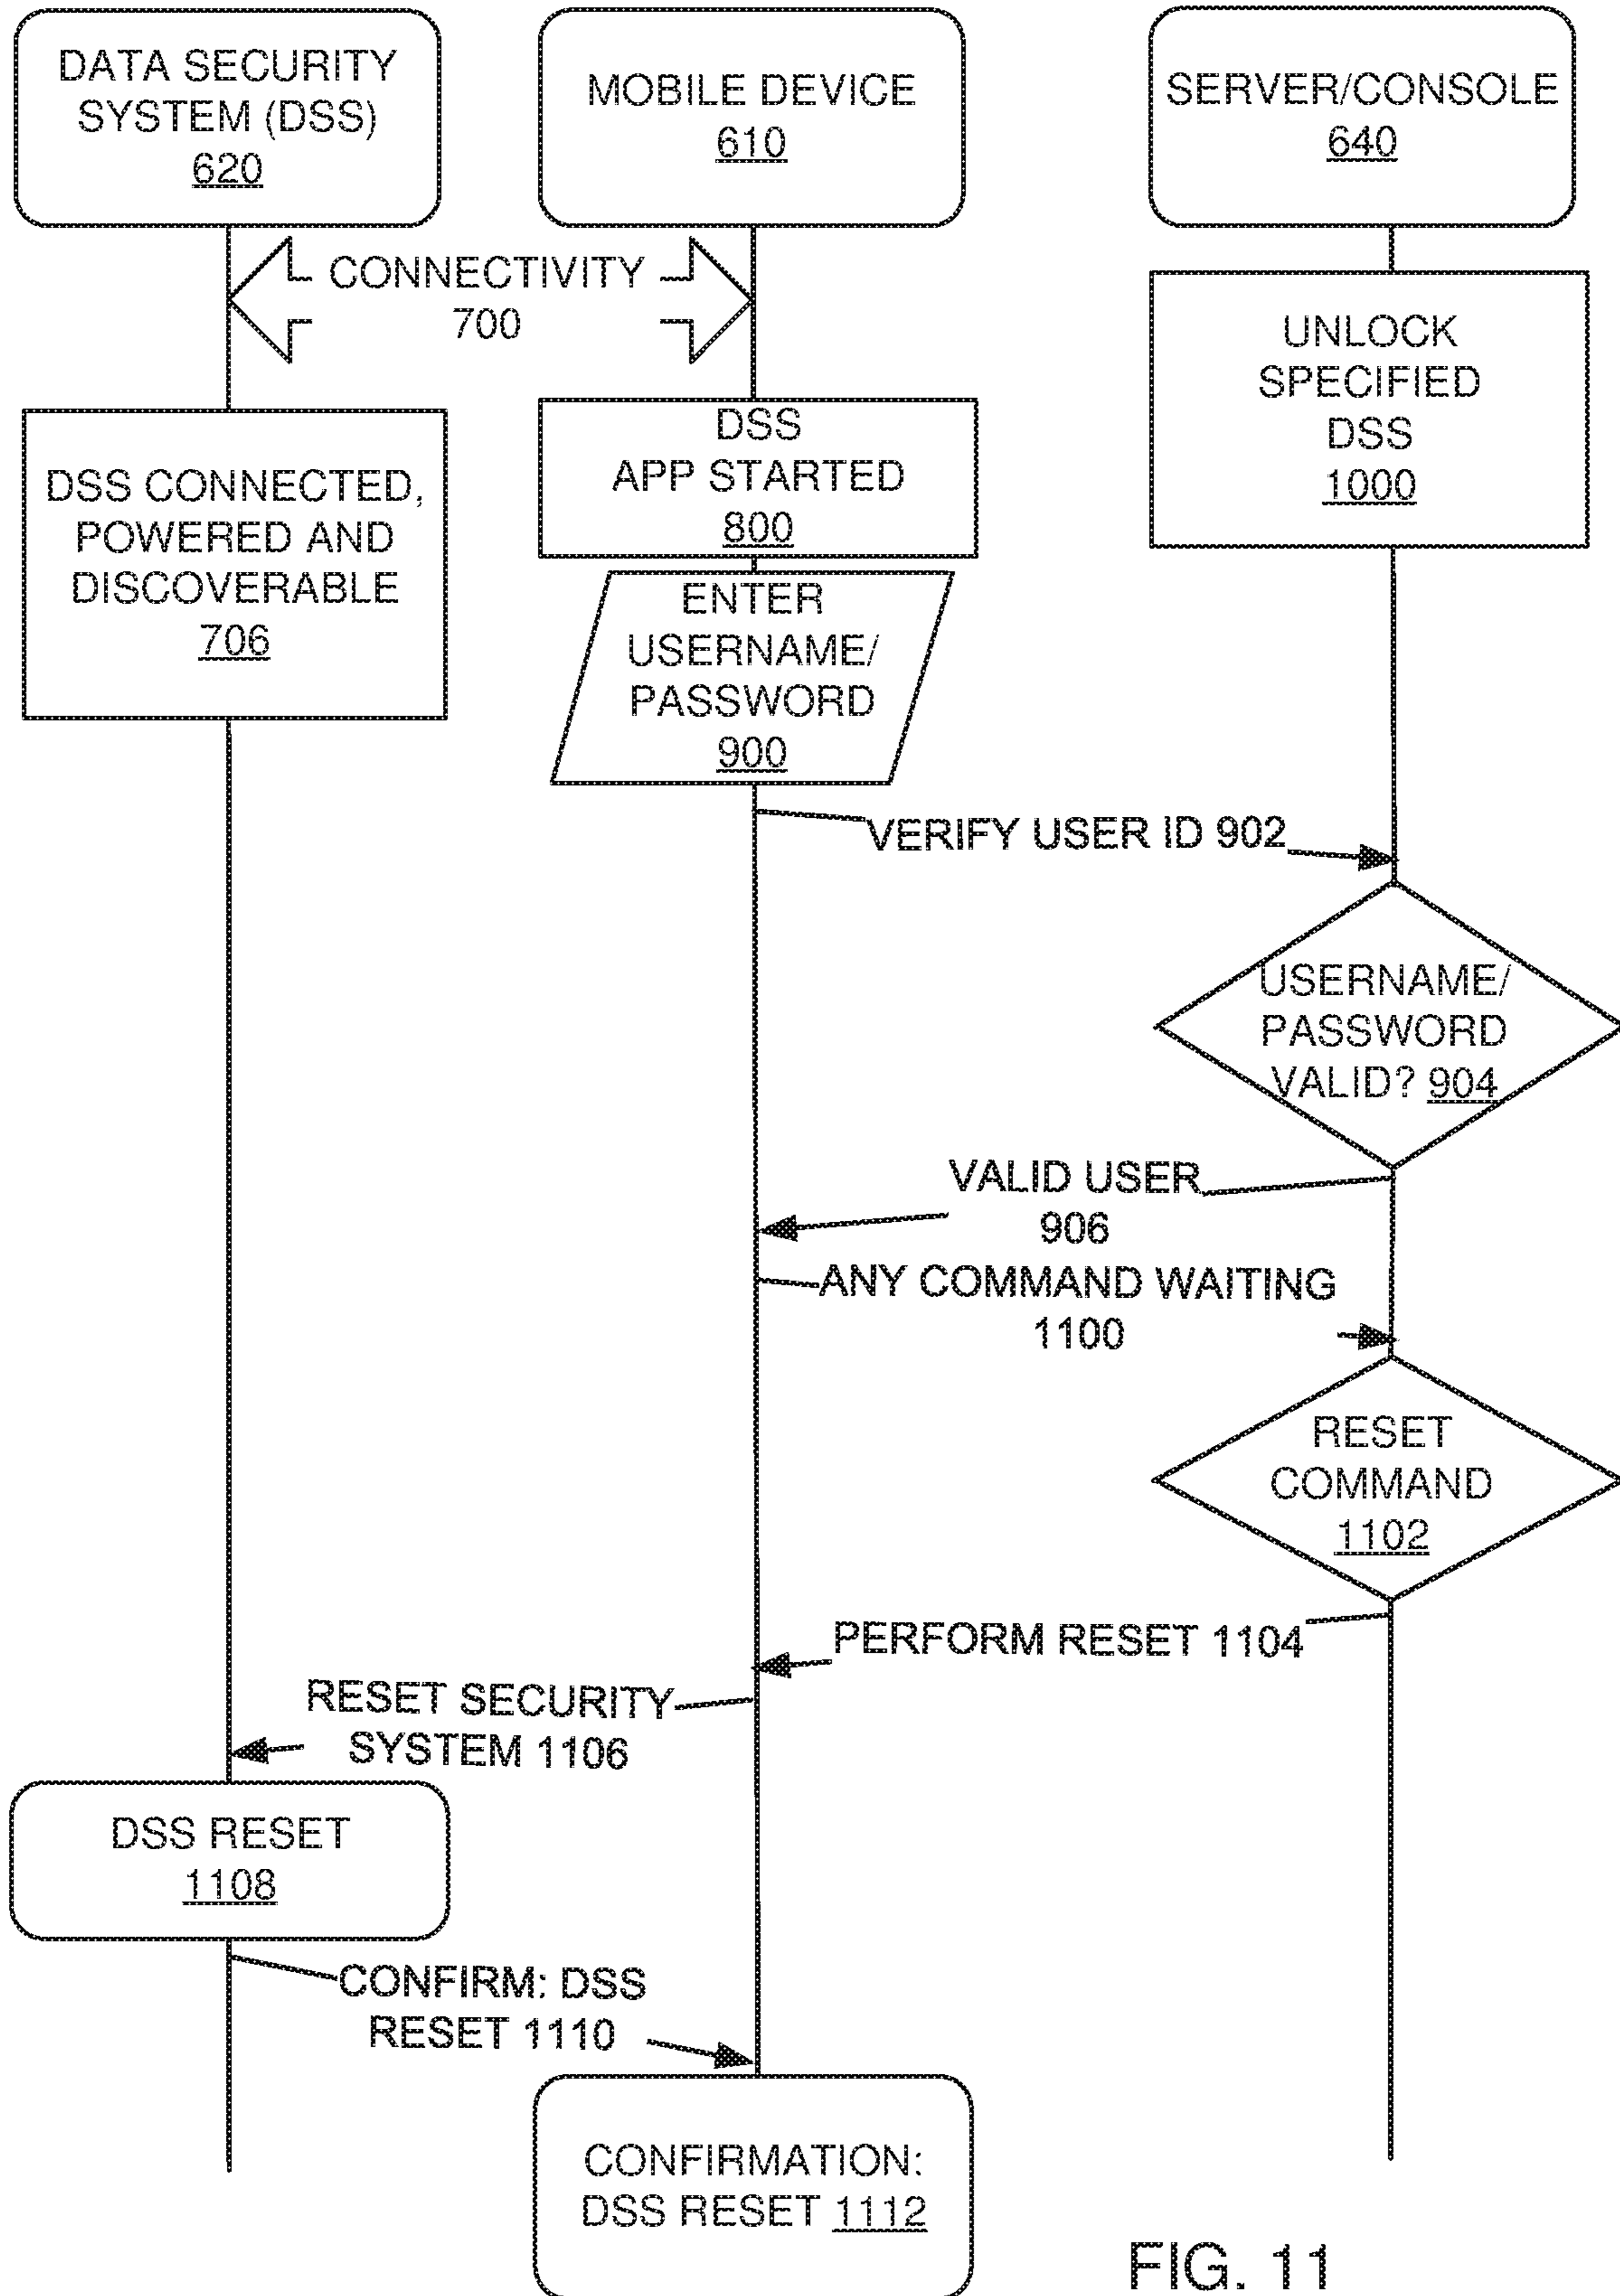 DATA SECURITY
SYSTEM (DSS)
620
MOBILE DEVICE
610
SERVER/CONSOLE
640
CONNECTIVITY
700
UNLOCK
SPECIFIED
DSS
1000
DSS CONNECTED,
POWERED AND
DISCOVERABLE
706
DSS
APP STARTED
800
ENTER
USERNAME/
PASSWORD
900
VERIFY USER ID 902
USERNAME/
PASSWORD
VALID? 904
VALID USER
906
ANY COMMAND WAITING
1100
RESET
COMMAND
1102
PERFORM RESET 1104
RESET SECURITY
SYSTEM 1106
DSS RESET
1108
CONFIRM: DSS
RESET 1110
CONFIRMATION:
DSS RESET 1112
FIG. 11